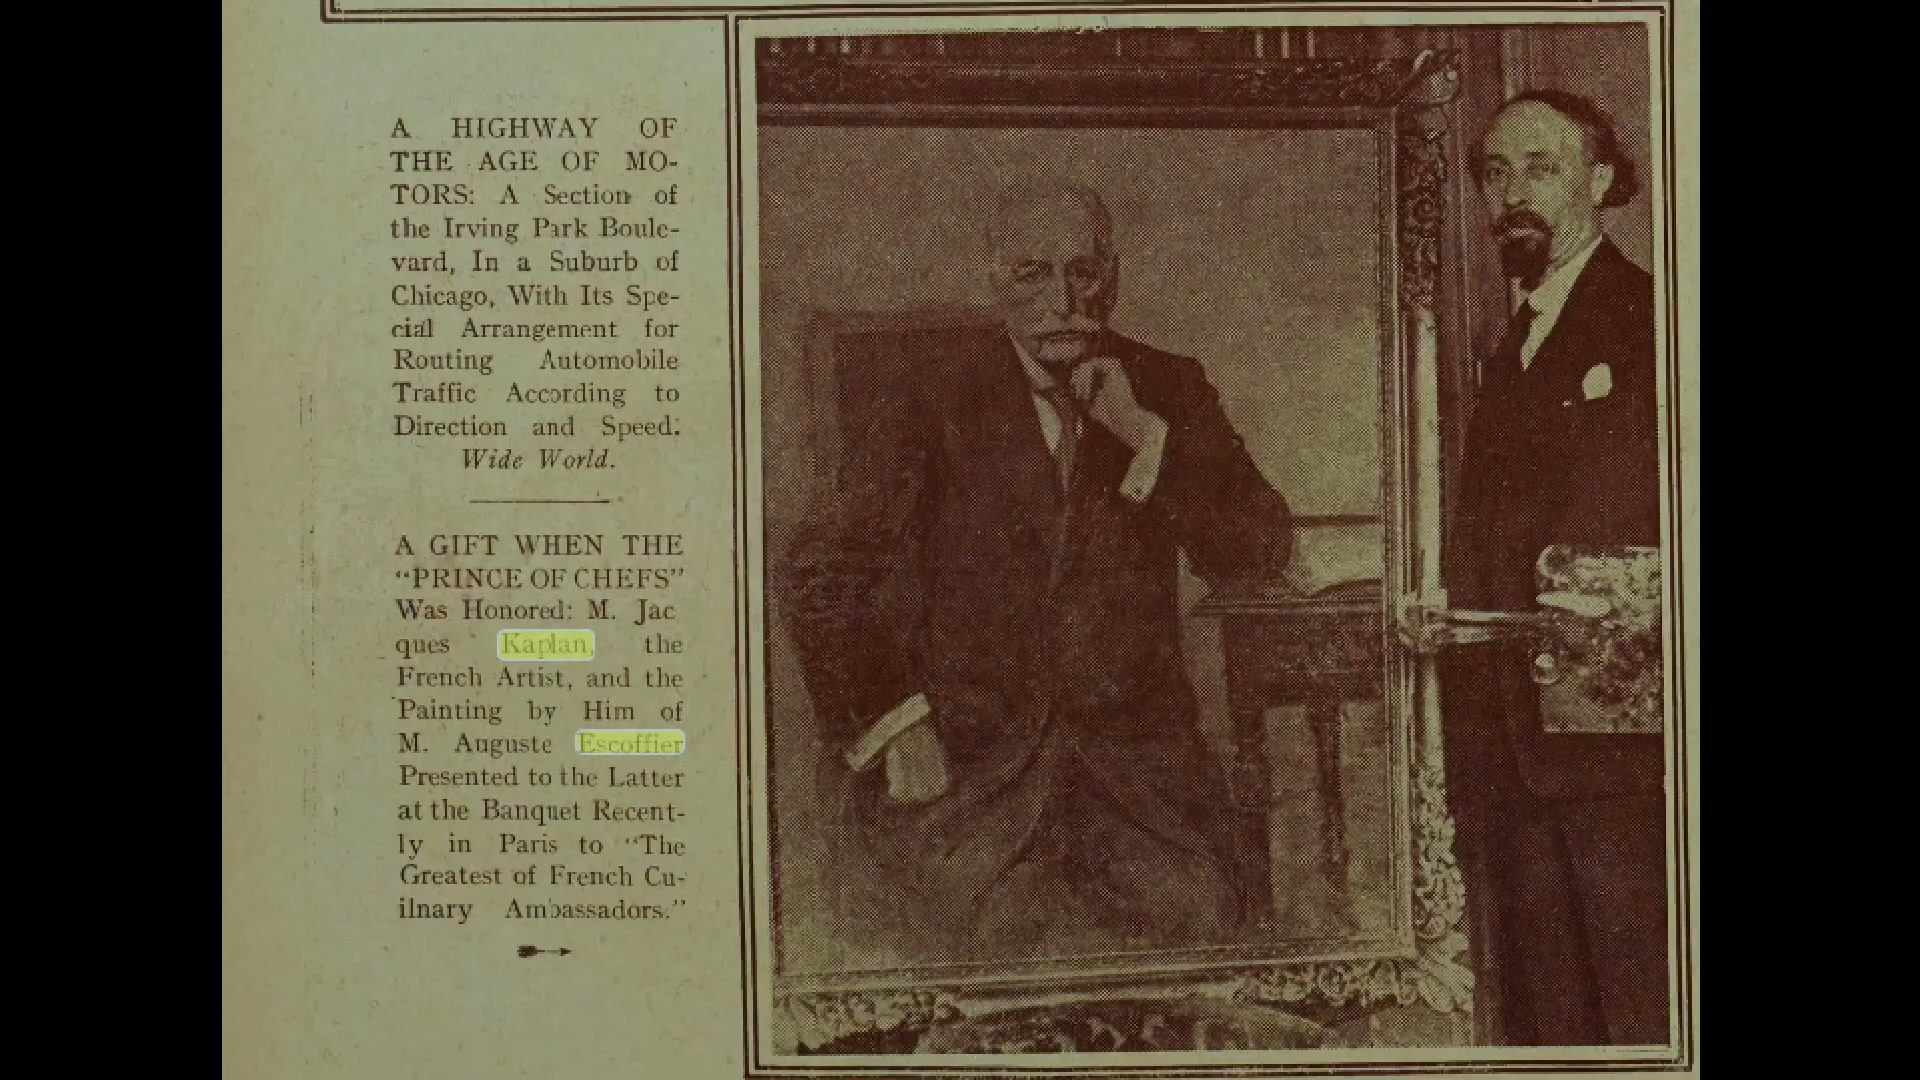 A HIGHWAY OF
THE AGE OF MO-
TORS: A Section of
the Irving Park Boule-
vard, In a Suburb of
Chicago, With Its Spe-
cial Arrangement for
Routing Automobile
Traffic According to
Direction and Speed.
Wide World.
A GIFT WHEN THE
“PRINCE OF CHEFS”
Was Honored: M. Jac
ques Kaplan, the
French Artist, and the
Painting by Him of
M. Auguste Escoffier
Presented to the Latter
at the Banquet Recent-
ly in Paris to “The
Greatest of French Cu-
ilnary Ambassadors.”